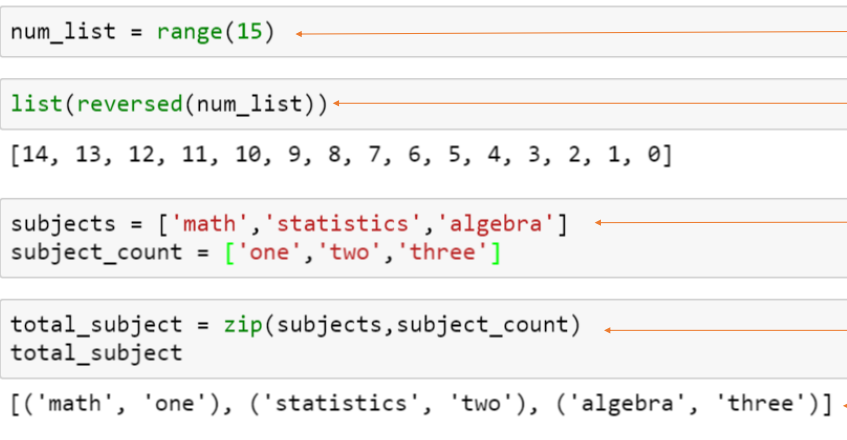 num_list = range(15)
list(reversed(num_list))
[14, 13, 12, 11, 10, 9, 8, 7, 6, 5, 4, 3, 2, 1, 0]
subjects = ['math','statistics','algebra']
subject_count = ['one','two','three']
total_subject = zip(subjects,subject_count)
total_subject
[('math', 'one'), ('statistics', 'two'), ('algebra', 'three')]